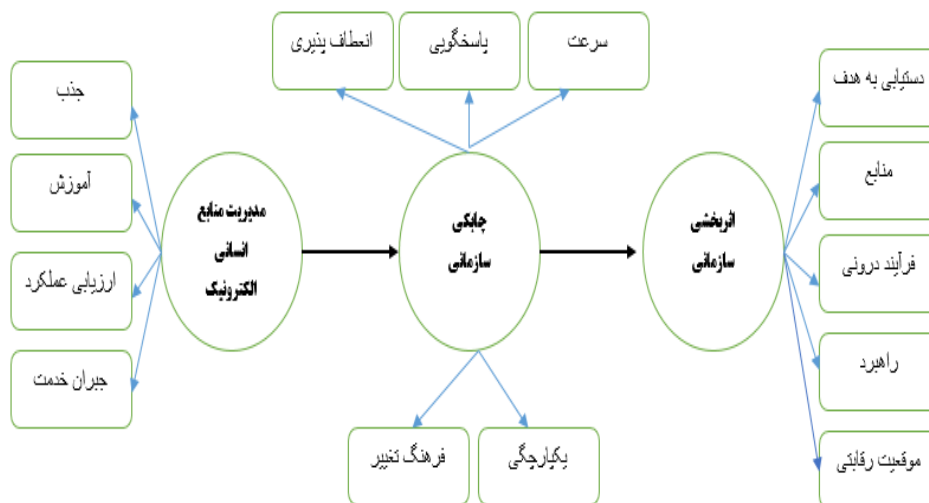 سرعت
پاسخگویی
انعطاف پذیری
دستیابی به هدف
منابع
فرآیند درونی
راهبرد
موقعیت رقابتی
اثربخشی
سازمانی
چابکی
سازمانی
مدیریت منابع
انسانی
الکترونیک
جذب
آموزش
ارزیابی عملکرد
جبران خدمت
یکپارچگی
فرهنگ تغییر